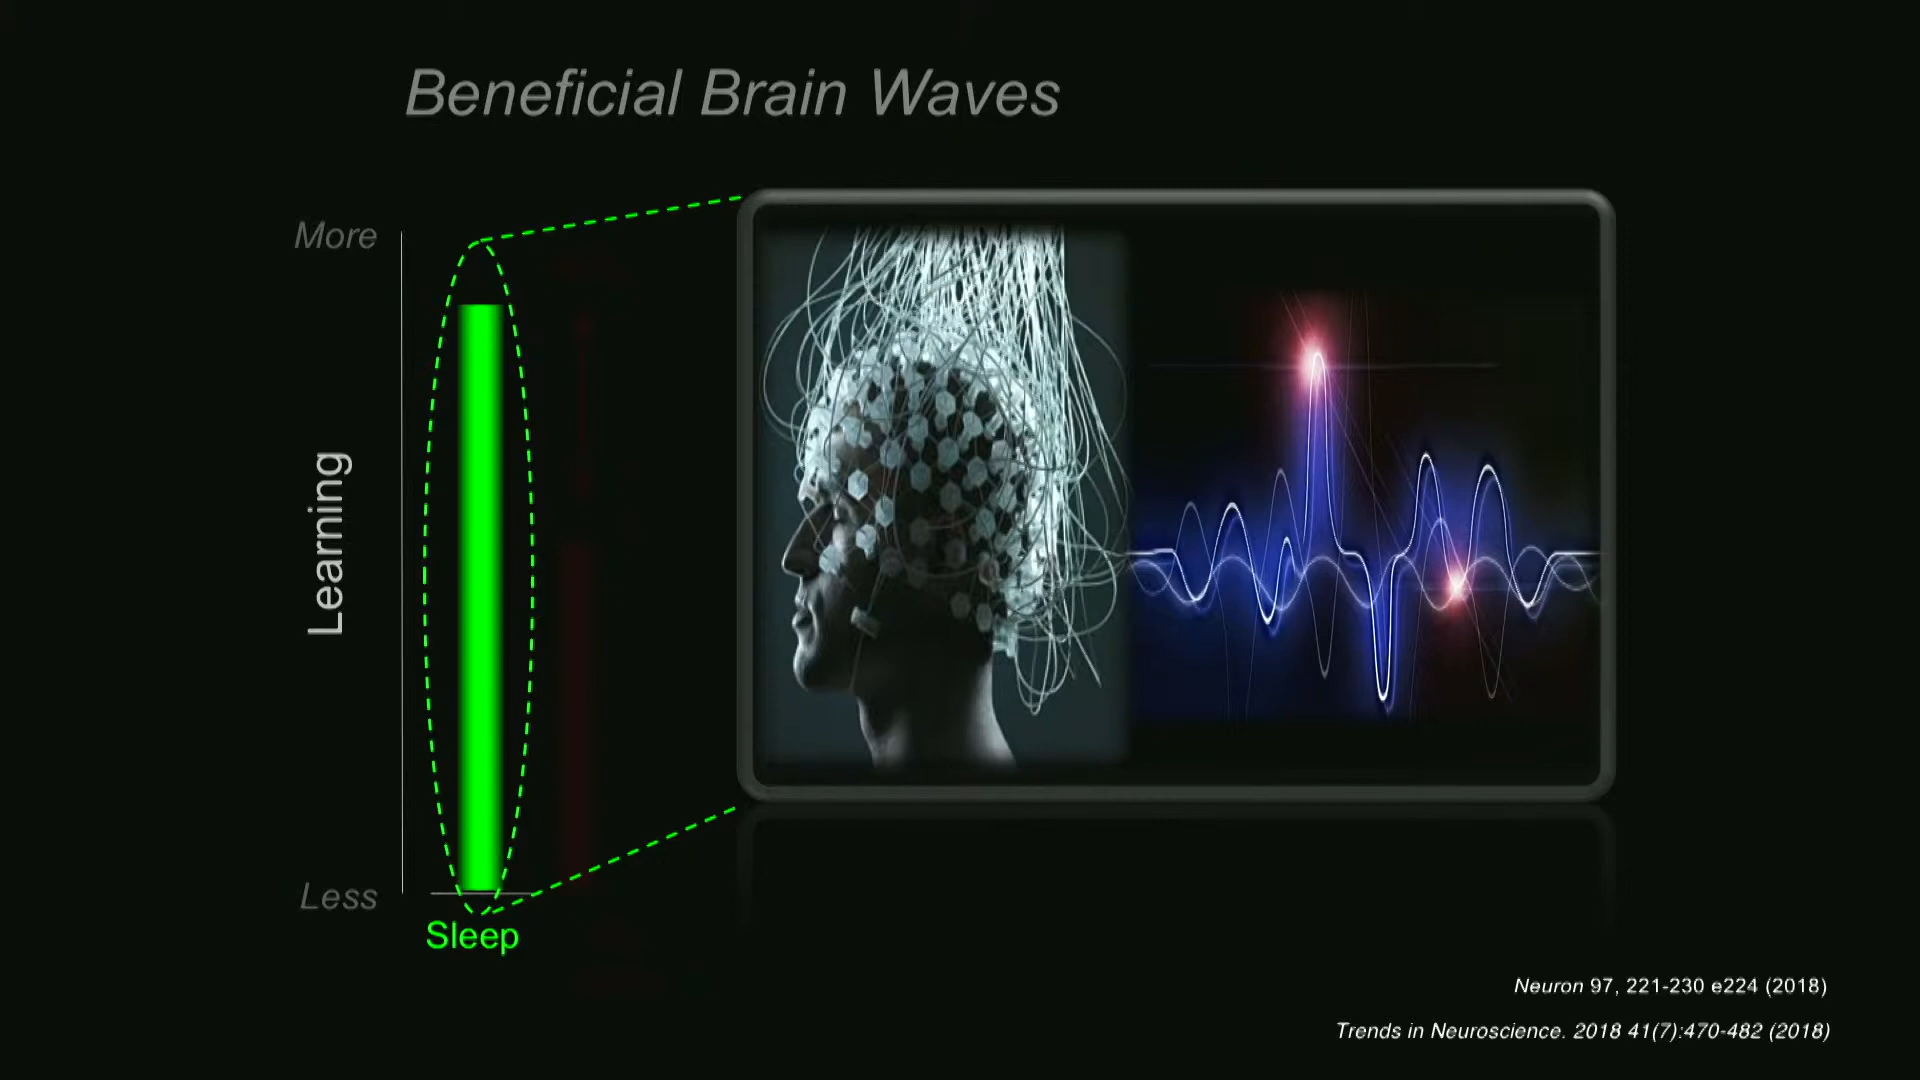 Beneficial Brain Waves
More
Learning
Less
Sleep
Neuron 97, 221-230 e224 (2018)
Trends in Neuroscience. 2018 41(7):470-482 (2018)